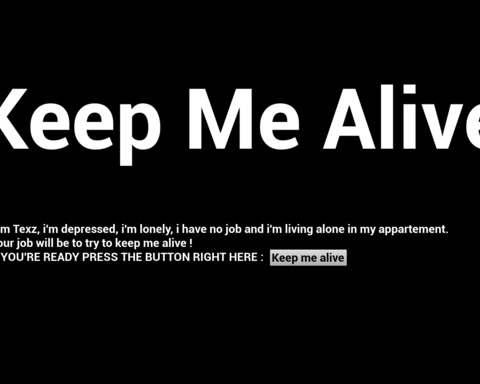 Keep Me Alive
m Texz, i'm depressed, i'm lonely, i have no job and i'm living alone in my appartement.
our job will be to try to keep me alive !
YOU'RE READY PRESS THE BUTTON RIGHT HERE : Keep me alive